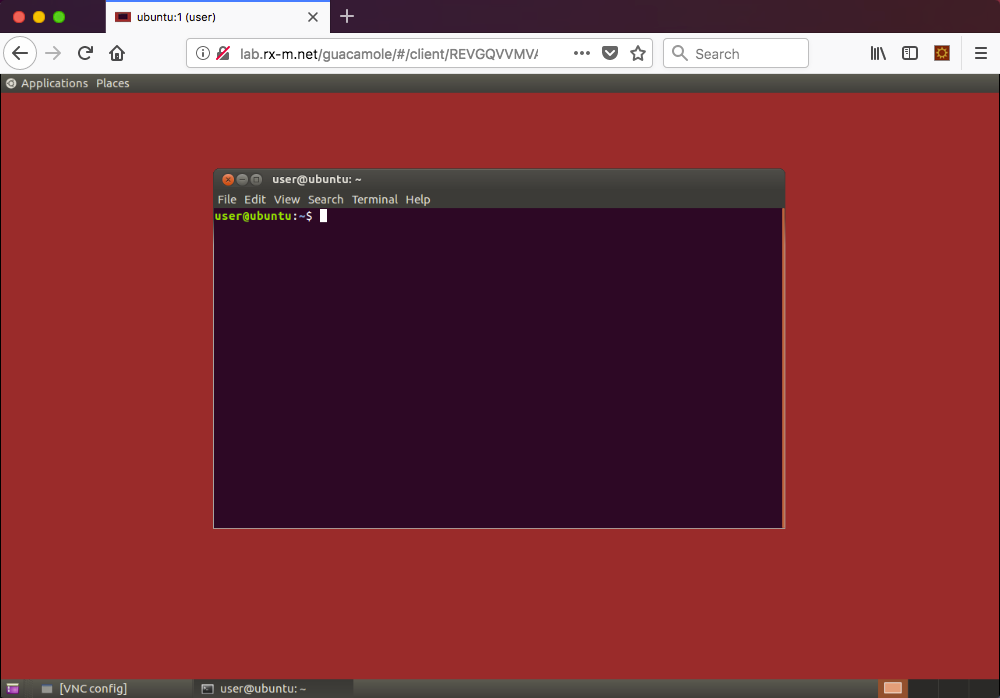 ubuntu:1 (user)
lab.rx-m.net/guacamole/#/client/REVGQVVMVA
Search
Applications Places
user@ubuntu: ~
File Edit View Search Terminal Help
user@ubuntu:~$
[VNC config]
user@ubuntu: ~